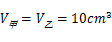 V甲 = V乙 = 10cm³